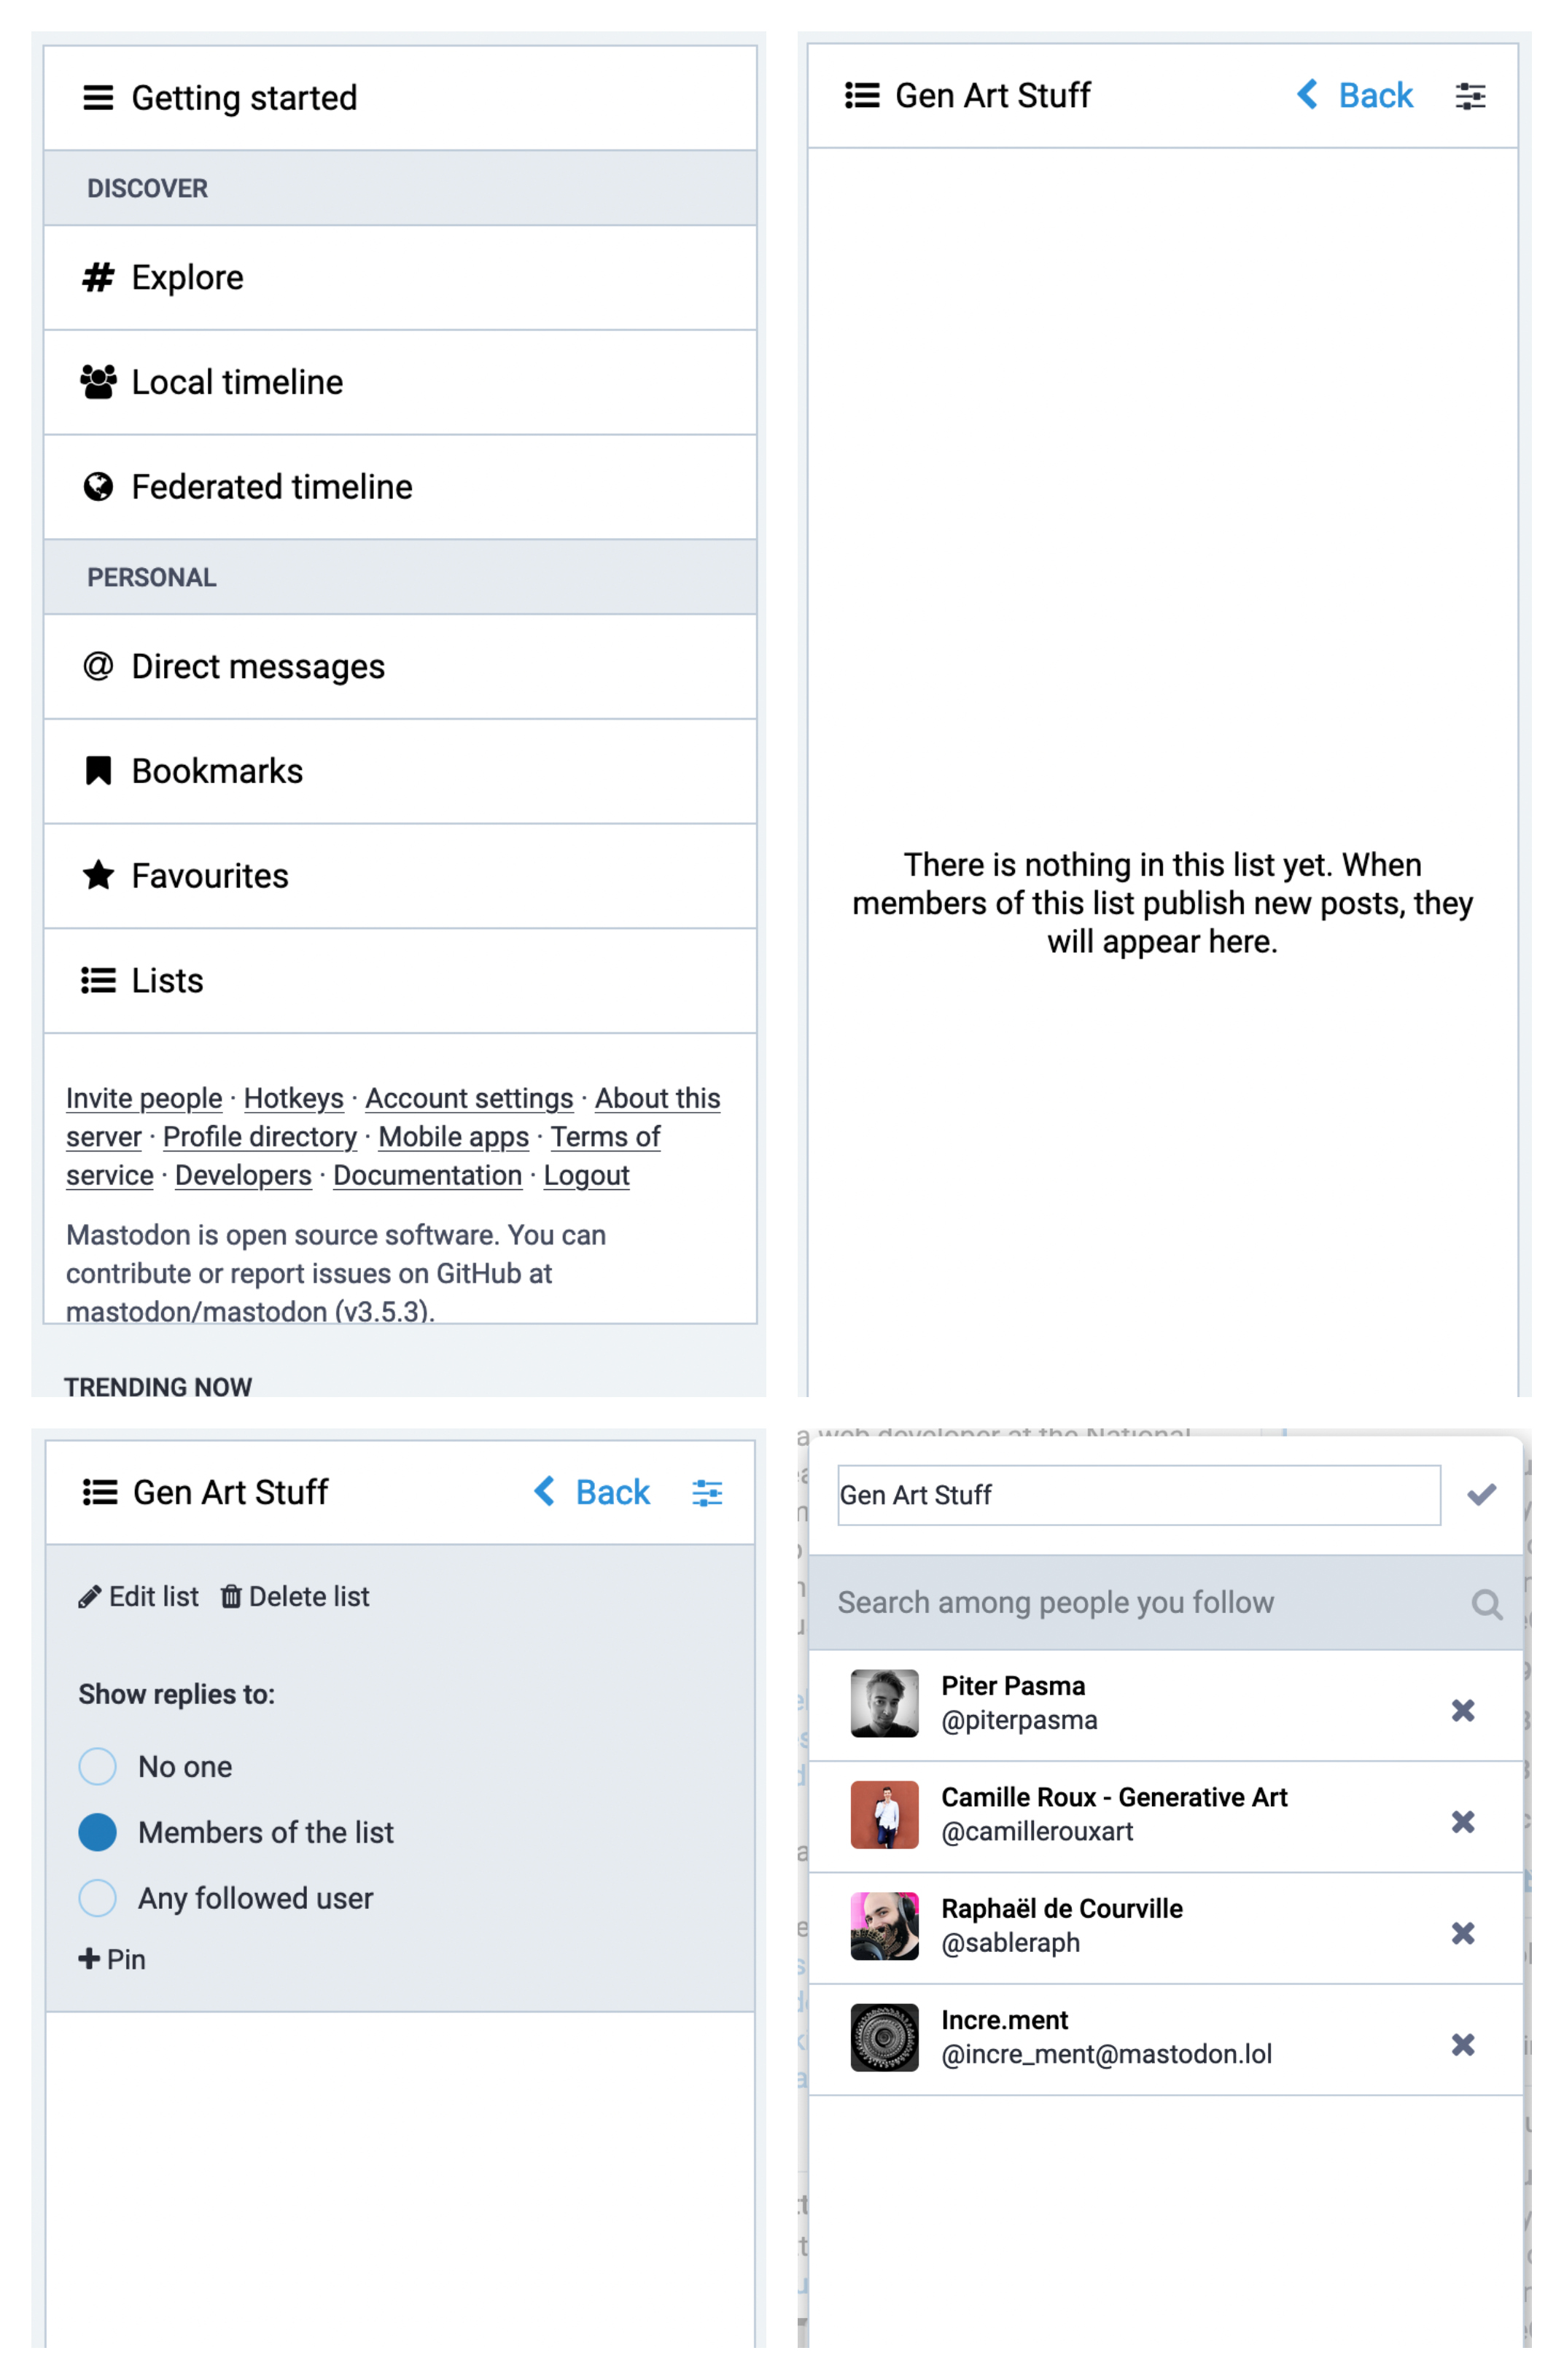 Getting started
DISCOVER
# Explore
Local timeline
Federated timeline
PERSONAL
@ Direct messages
Bookmarks
Favourites
Lists
Invite people · Hotkeys · Account settings · About this
server · Profile directory · Mobile apps · Terms of
service · Developers · Documentation · Logout
Mastodon is open source software. You can
contribute or report issues on GitHub at
mastodon/mastodon (v3.5.3).
TRENDING NOW
Gen Art Stuff Back
There is nothing in this list yet. When
members of this list publish new posts, they
will appear here.
Gen Art Stuff Back
Edit list Delete list
Show replies to:
No one
Members of the list
Any followed user
+ Pin
a web developer at the National
Gen Art Stuff
Search among people you follow
Piter Pasma
@piterpasma
Camille Roux - Generative Art
@camillerouxart
Raphaël de Courville
@sableraph
Incre.ment
@incre_ment@mastodon.lol